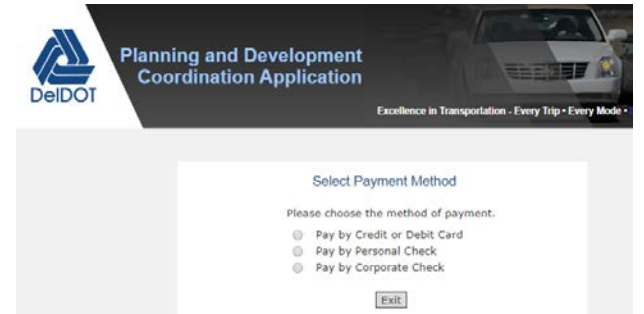 DelDOT
Planning and Development
Coordination Application
Excellence in Transportation - Every Trip • Every Mode •
Select Payment Method
Please choose the method of payment.
Pay by Credit or Debit Card
Pay by Personal Check
Pay by Corporate Check
Exit